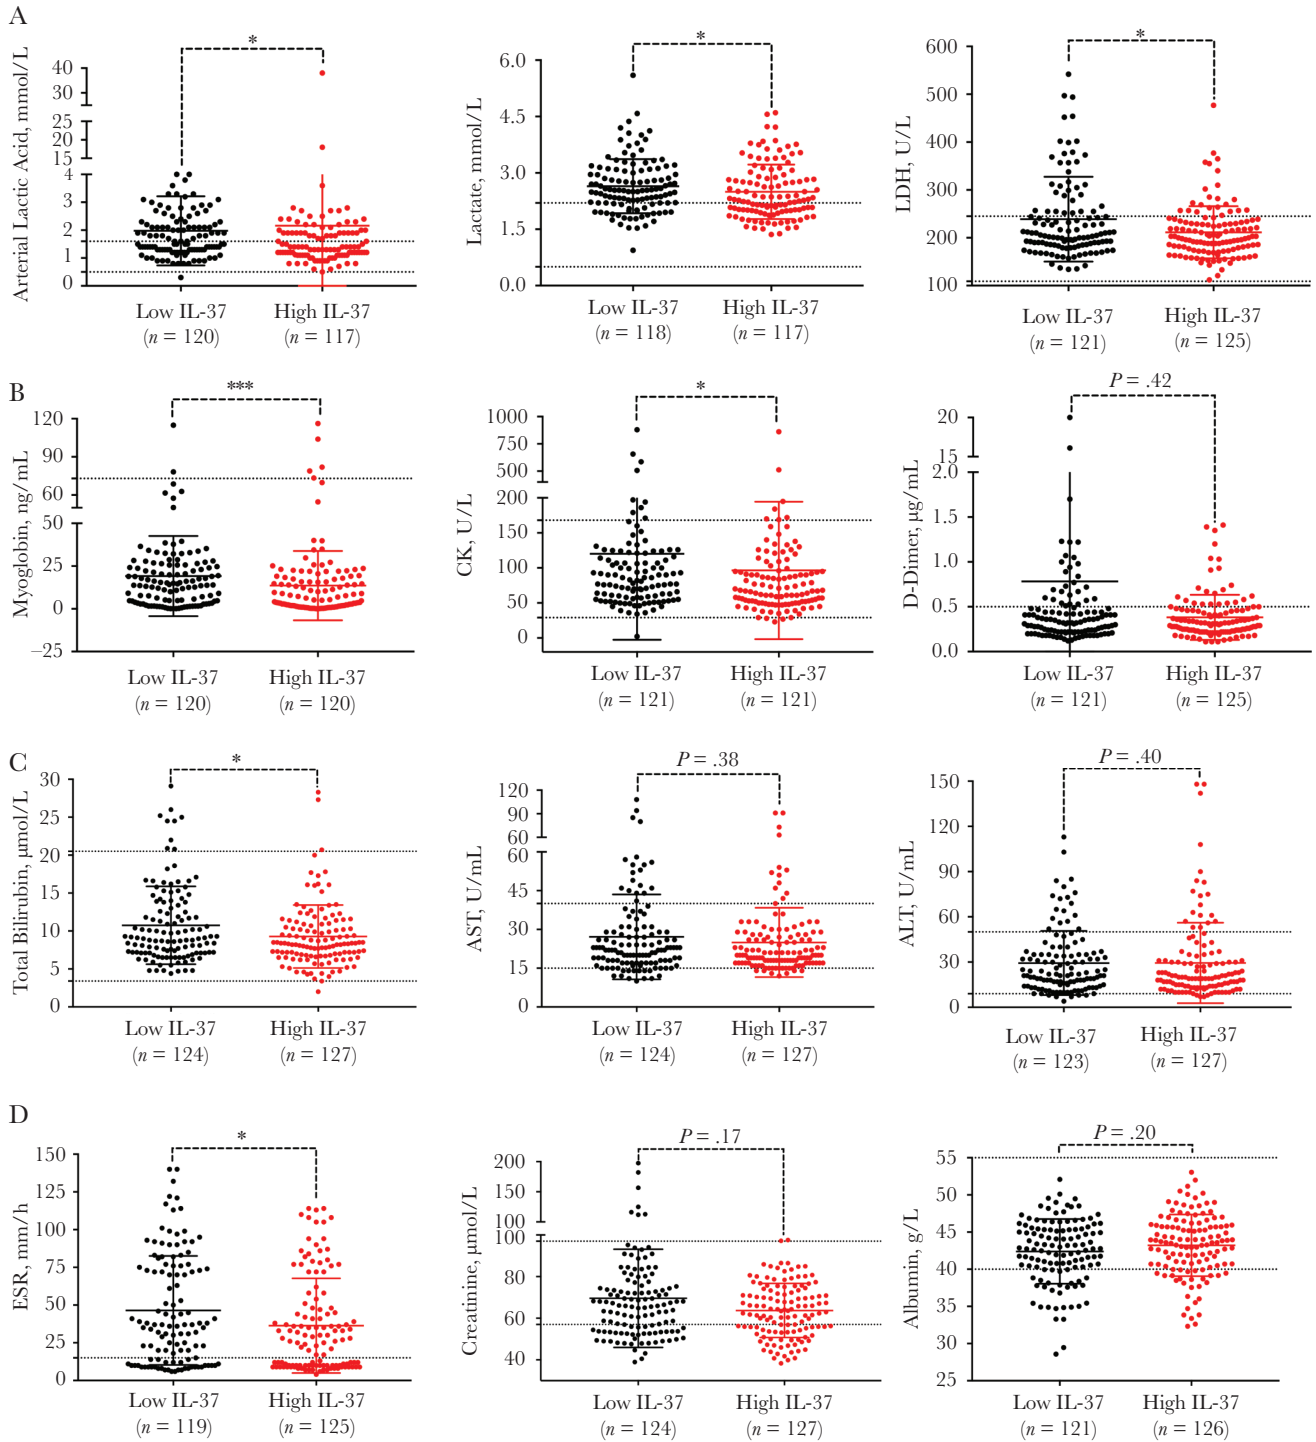 A
*
Arterial Lactic Acid, mmol/L
40
30
25
20
15
4
3
2
1
0
Low IL-37
(n = 120)
High IL-37
(n = 117)
*
Lactate, mmol/L
6.0
4.5
3.0
1.5
0.0
Low IL-37
(n = 118)
High IL-37
(n = 117)
*
LDH, U/L
600
500
400
300
200
100
Low IL-37
(n = 121)
High IL-37
(n = 125)
B
***
Myoglobin, ng/mL
120
90
60
50
25
0
−25
Low IL-37
(n = 120)
High IL-37
(n = 120)
*
CK, U/L
1000
750
500
200
150
100
50
0
Low IL-37
(n = 121)
High IL-37
(n = 121)
P = .42
D-Dimer, µg/mL
20
15
2.0
1.5
1.0
0.5
0.0
Low IL-37
(n = 121)
High IL-37
(n = 125)
C
*
Total Bilirubin, µmol/L
30
25
20
15
10
5
0
Low IL-37
(n = 124)
High IL-37
(n = 127)
P = .38
AST, U/mL
120
90
60
60
45
30
15
0
Low IL-37
(n = 124)
High IL-37
(n = 127)
P = .40
ALT, U/mL
150
120
90
60
30
0
Low IL-37
(n = 123)
High IL-37
(n = 127)
D
*
ESR, mm/h
150
125
100
75
50
25
0
Low IL-37
(n = 119)
High IL-37
(n = 125)
P = .17
Creatinine, µmol/L
200
150
100
100
80
60
40
Low IL-37
(n = 124)
High IL-37
(n = 127)
P = .20
Albumin, g/L
55
50
45
40
35
30
25
Low IL-37
(n = 121)
High IL-37
(n = 126)